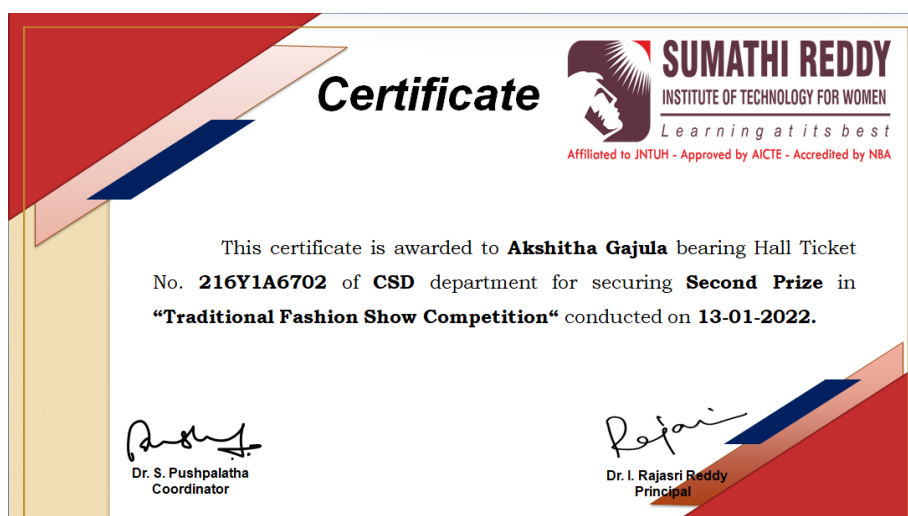 Certificate
SUMATHI REDDY
INSTITUTE OF TECHNOLOGY FOR WOMEN
Learning at its best
Affiliated to JNTUH - Approved by AICTE - Accredited by NBA
This certificate is awarded to Akshitha Gajula bearing Hall Ticket
No. 216Y1A6702 of CSD department for securing Second Prize in
“Traditional Fashion Show Competition“ conducted on 13-01-2022.
Dr. S. Pushpalatha
Coordinator
Rajasri
Dr. I. Rajasri Reddy
Principal